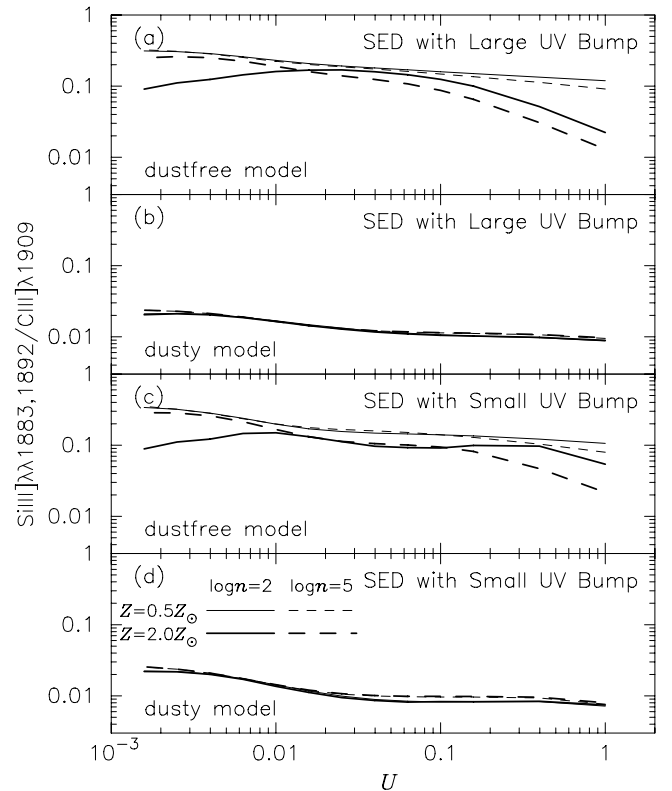 SiIII]λλ1883,1892/CIII]λ1909
1
(a) SED with Large UV Bump
0.1
0.01
dustfree model
1
(b) SED with Large UV Bump
0.1
0.01
dusty model
1
(c) SED with Small UV Bump
0.1
0.01
dustfree model
1
(d) logn=2 logn=5 SED with Small UV Bump
Z=0.5Z⊙
0.1
Z=2.0Z⊙
0.01
dusty model
10⁻³ 0.01 0.1 1
U